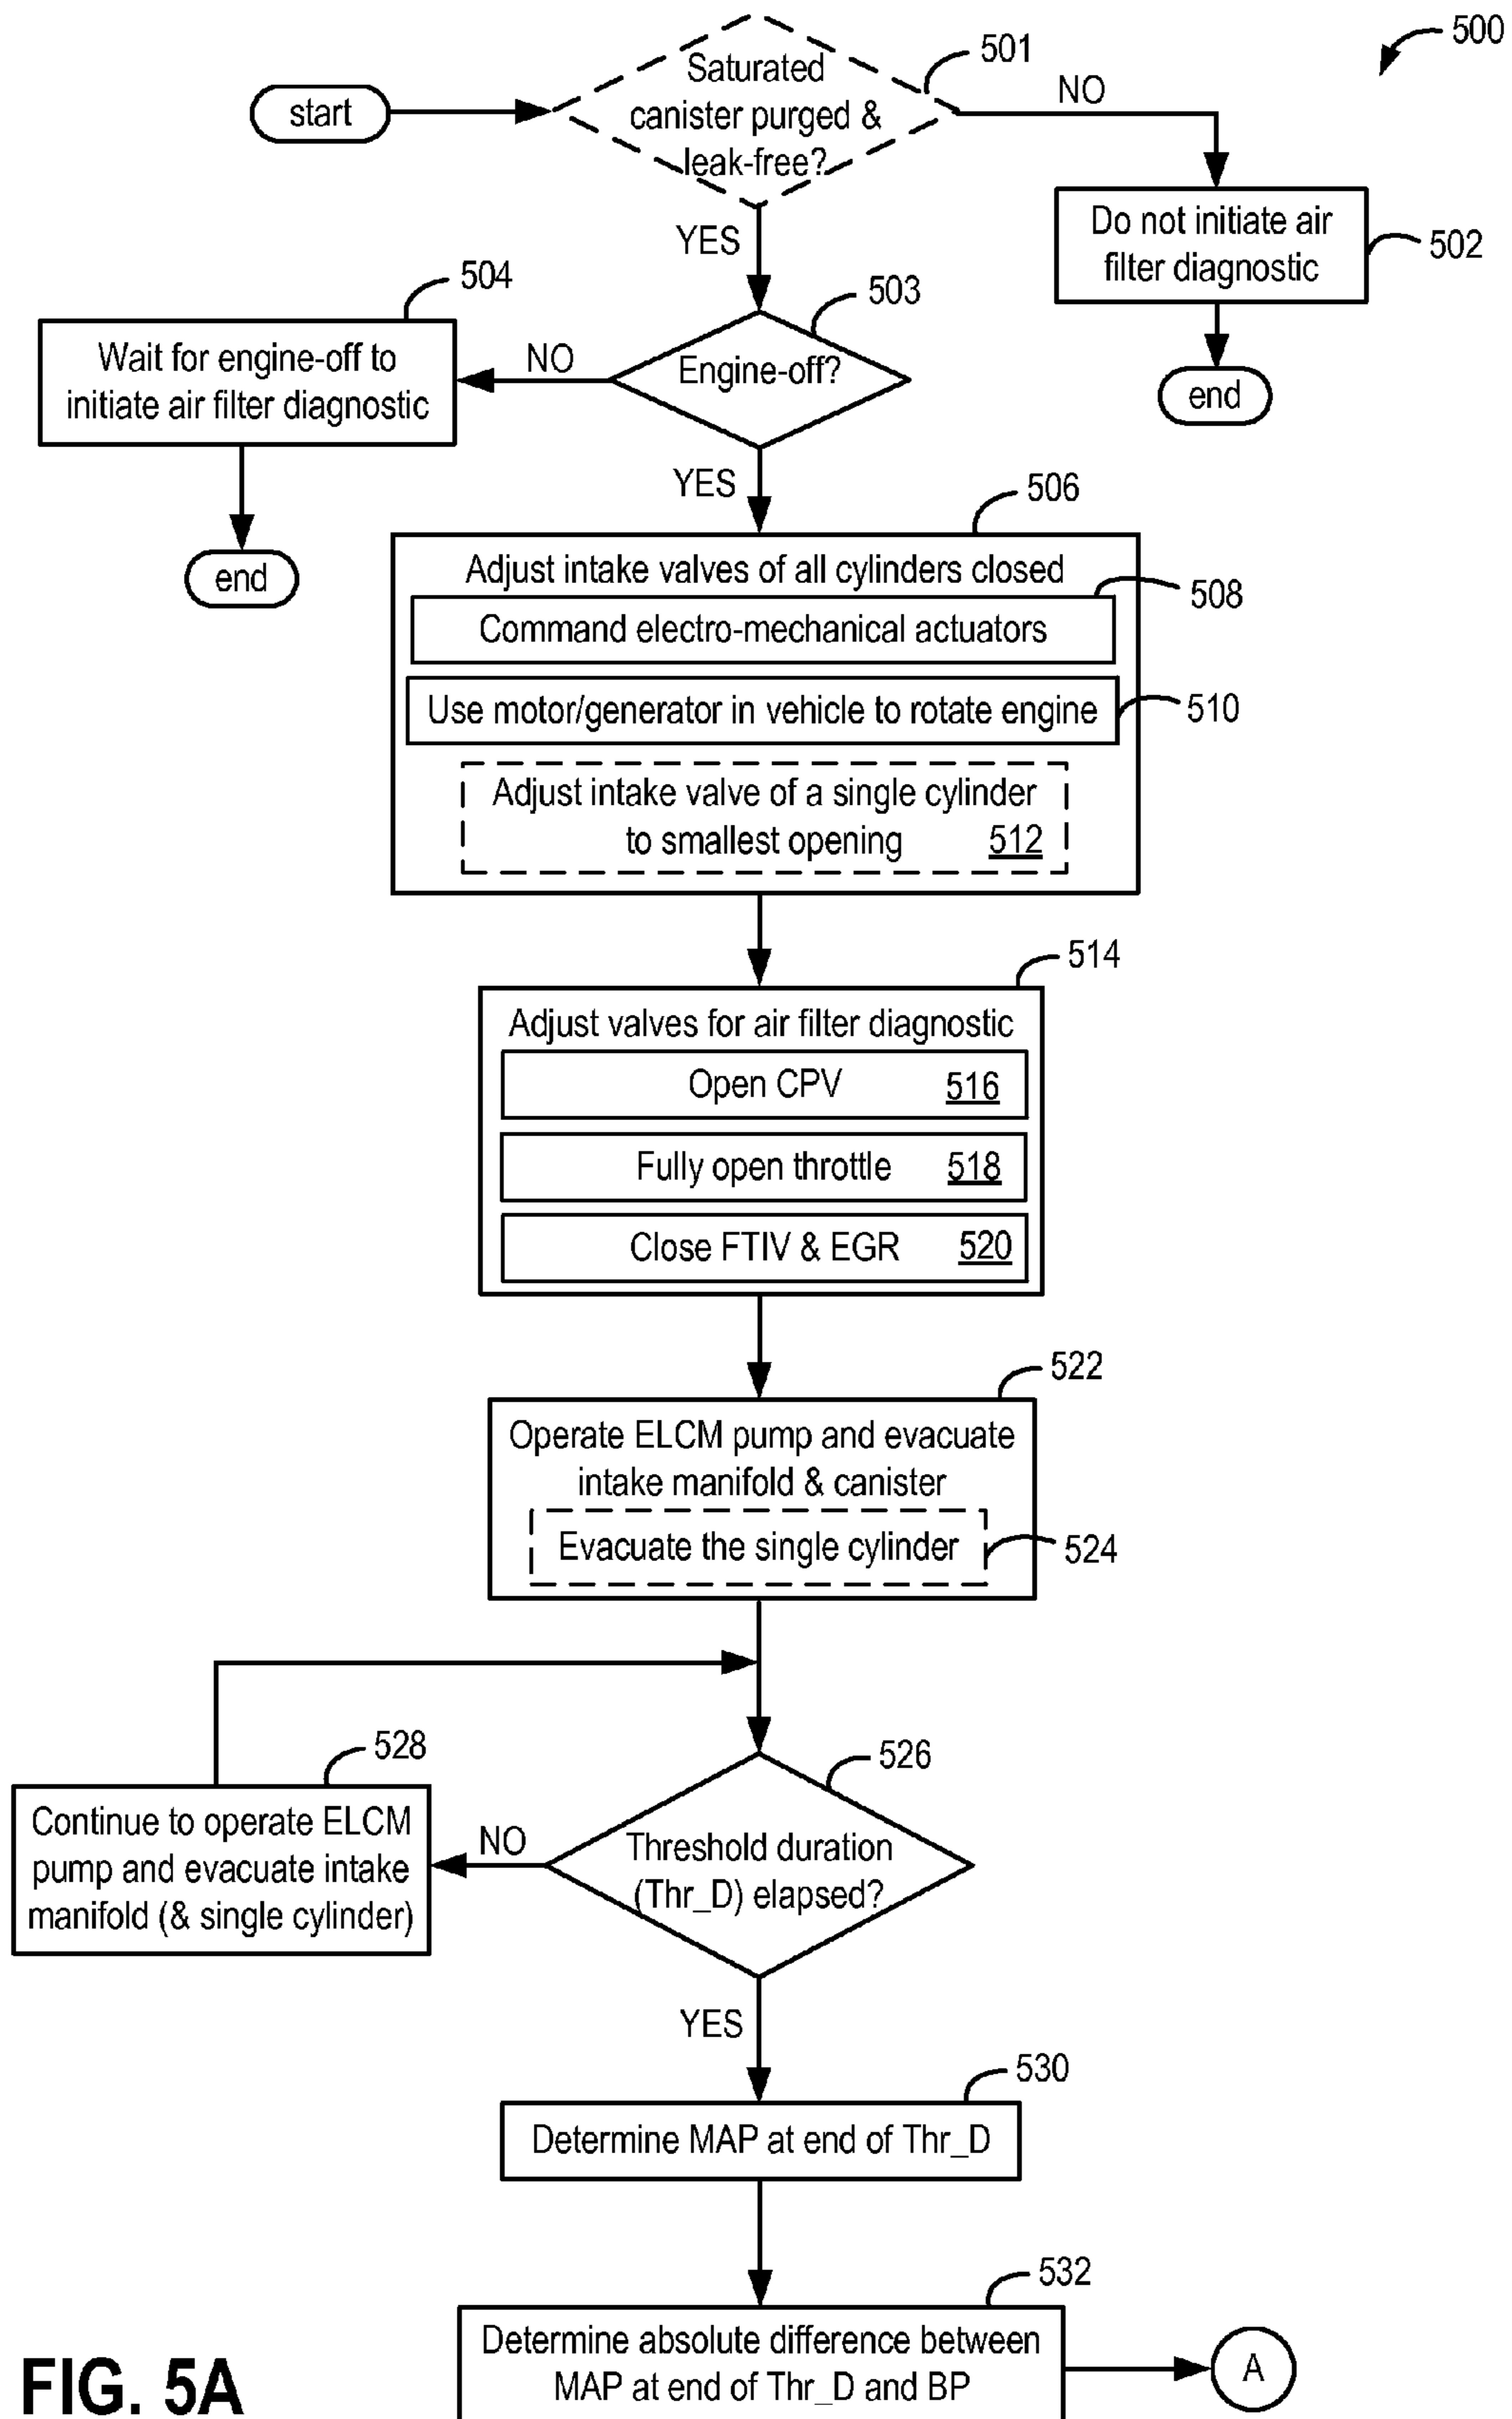 500
501
Saturated
canister purged &
leak-free?
start
NO
YES
Do not initiate air
filter diagnostic
502
end
504
503
Wait for engine-off to
initiate air filter diagnostic
NO
Engine-off?
YES
end
506
Adjust intake valves of all cylinders closed
508
Command electro-mechanical actuators
Use motor/generator in vehicle to rotate engine
510
Adjust intake valve of a single cylinder
to smallest opening 512
514
Adjust valves for air filter diagnostic
Open CPV 516
Fully open throttle 518
Close FTIV & EGR 520
522
Operate ELCM pump and evacuate
intake manifold & canister
Evacuate the single cylinder
524
528
526
Continue to operate ELCM
pump and evacuate intake
manifold (& single cylinder)
NO
Threshold duration
(Thr_D) elapsed?
YES
530
Determine MAP at end of Thr_D
532
Determine absolute difference between
MAP at end of Thr_D and BP
A
FIG. 5A